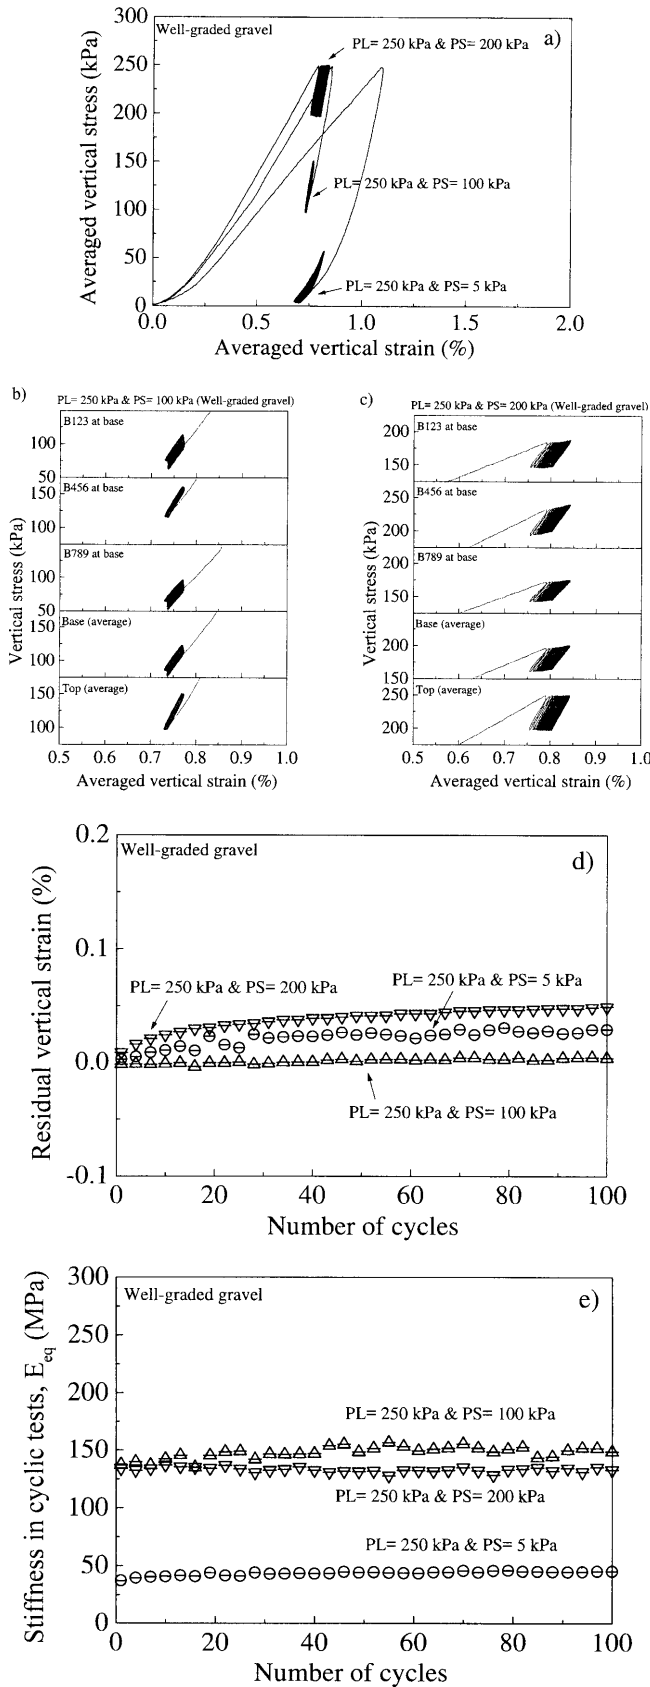 Well-graded gravel
a)
PL= 250 kPa & PS= 200 kPa
PL= 250 kPa & PS= 100 kPa
PL= 250 kPa & PS= 5 kPa
Averaged vertical stress (kPa)
300
250
200
150
100
50
0
0.0
0.5
1.0
1.5
2.0
Averaged vertical strain (%)
b)
PL= 250 kPa & PS= 100 kPa (Well-graded gravel)
B123 at base
B456 at base
B789 at base
Base (average)
Top (average)
Vertical stress (kPa)
100
50
150
100
100
50
150
100
150
100
0.5
0.6
0.7
0.8
0.9
1.0
Averaged vertical strain (%)
c)
PL= 250 kPa & PS= 200 kPa (Well-graded gravel)
B123 at base
B456 at base
B789 at base
Base (average)
Top (average)
Vertical stress (kPa)
200
150
250
200
200
150
200
150
250
200
0.5
0.6
0.7
0.8
0.9
1.0
Averaged vertical strain (%)
Well-graded gravel
d)
PL= 250 kPa & PS= 200 kPa
PL= 250 kPa & PS= 5 kPa
PL= 250 kPa & PS= 100 kPa
Residual vertical strain (%)
0.2
0.1
0.0
-0.1
0
20
40
60
80
100
Number of cycles
Well-graded gravel
e)
PL= 250 kPa & PS= 100 kPa
PL= 250 kPa & PS= 200 kPa
PL= 250 kPa & PS= 5 kPa
Stiffness in cyclic tests, Eeq (MPa)
300
250
200
150
100
50
0
0
20
40
60
80
100
Number of cycles